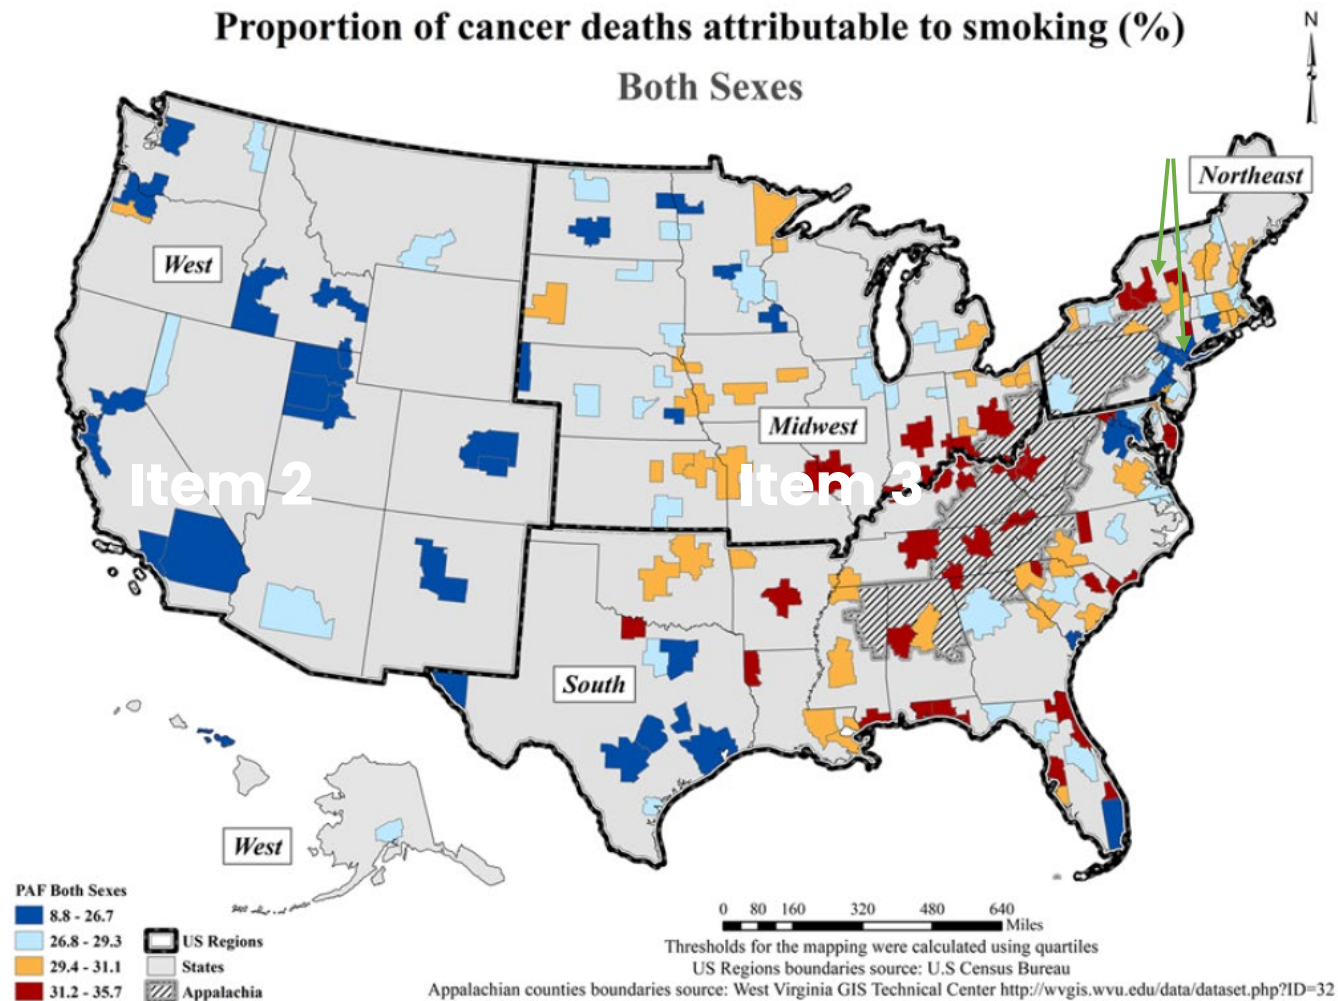 Proportion of cancer deaths attributable to smoking (%)
Both Sexes
N
Northeast
West
Midwest
Item 2
Item 3
South
West
PAF Both Sexes
8.8 - 26.7
26.8 - 29.3
29.4 - 31.1
31.2 - 35.7
US Regions
States
Appalachia
0 80 160 320 480 640
Miles
Thresholds for the mapping were calculated using quartiles
US Regions boundaries source: U.S Census Bureau
Appalachian counties boundaries source: West Virginia GIS Technical Center http://wvgis.wvu.edu/data/dataset.php?ID=32